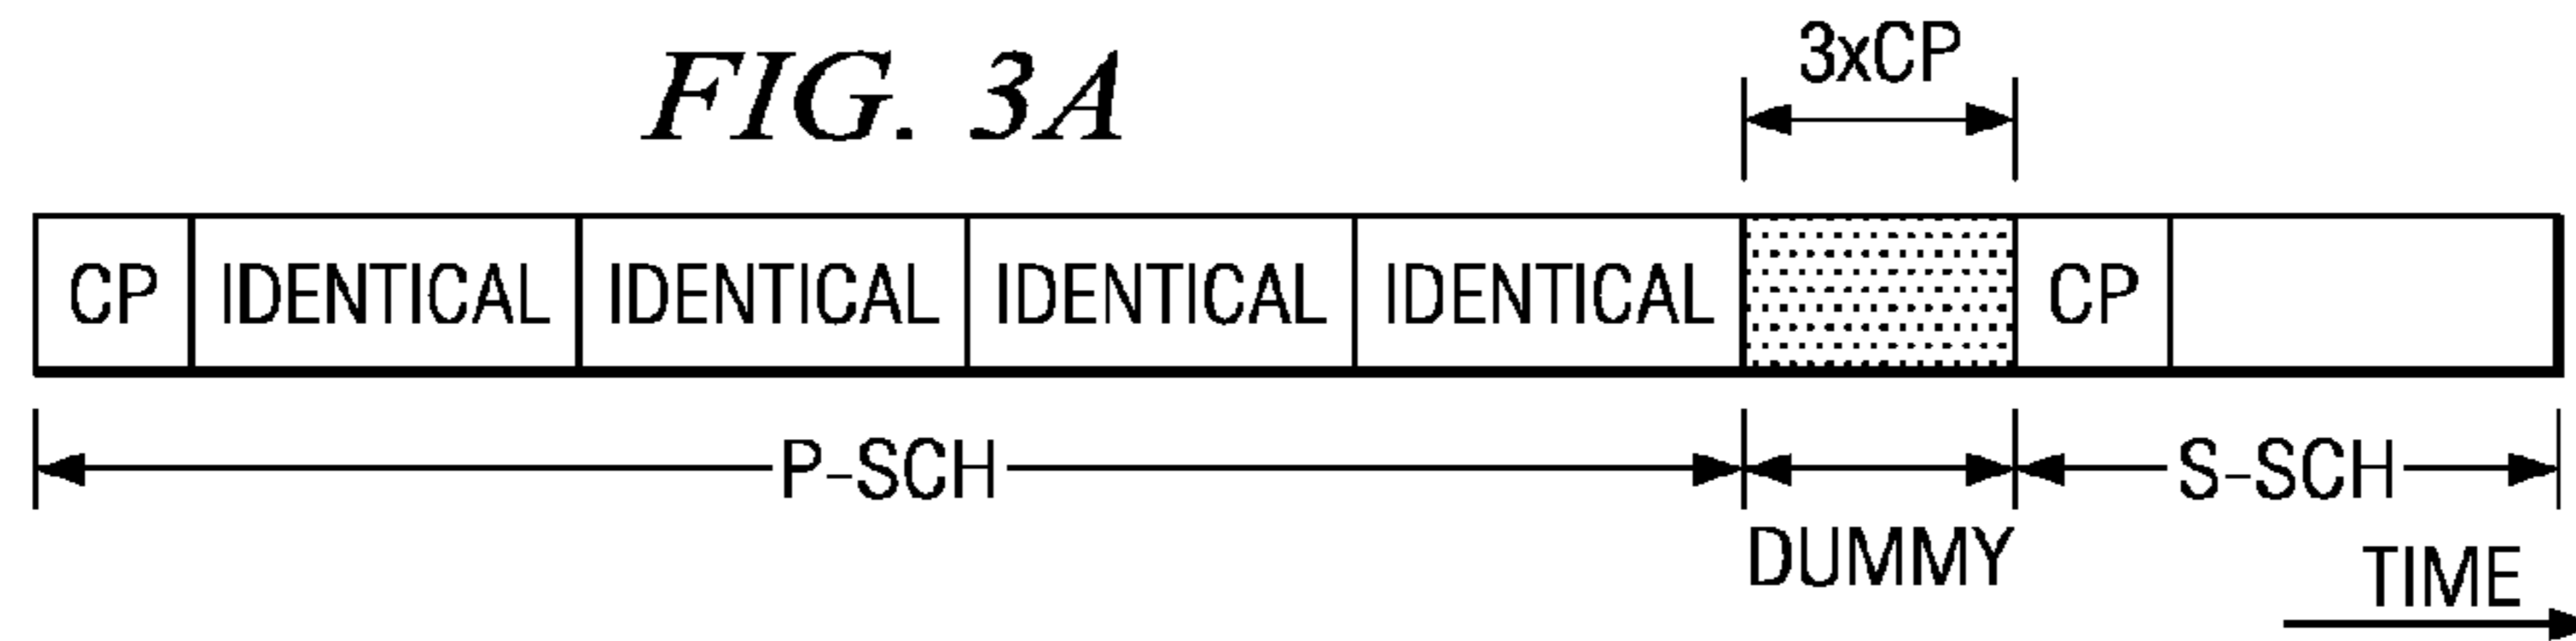 FIG. 3A
3xCP
CP IDENTICAL IDENTICAL IDENTICAL IDENTICAL CP
P-SCH S-SCH
DUMMY
TIME